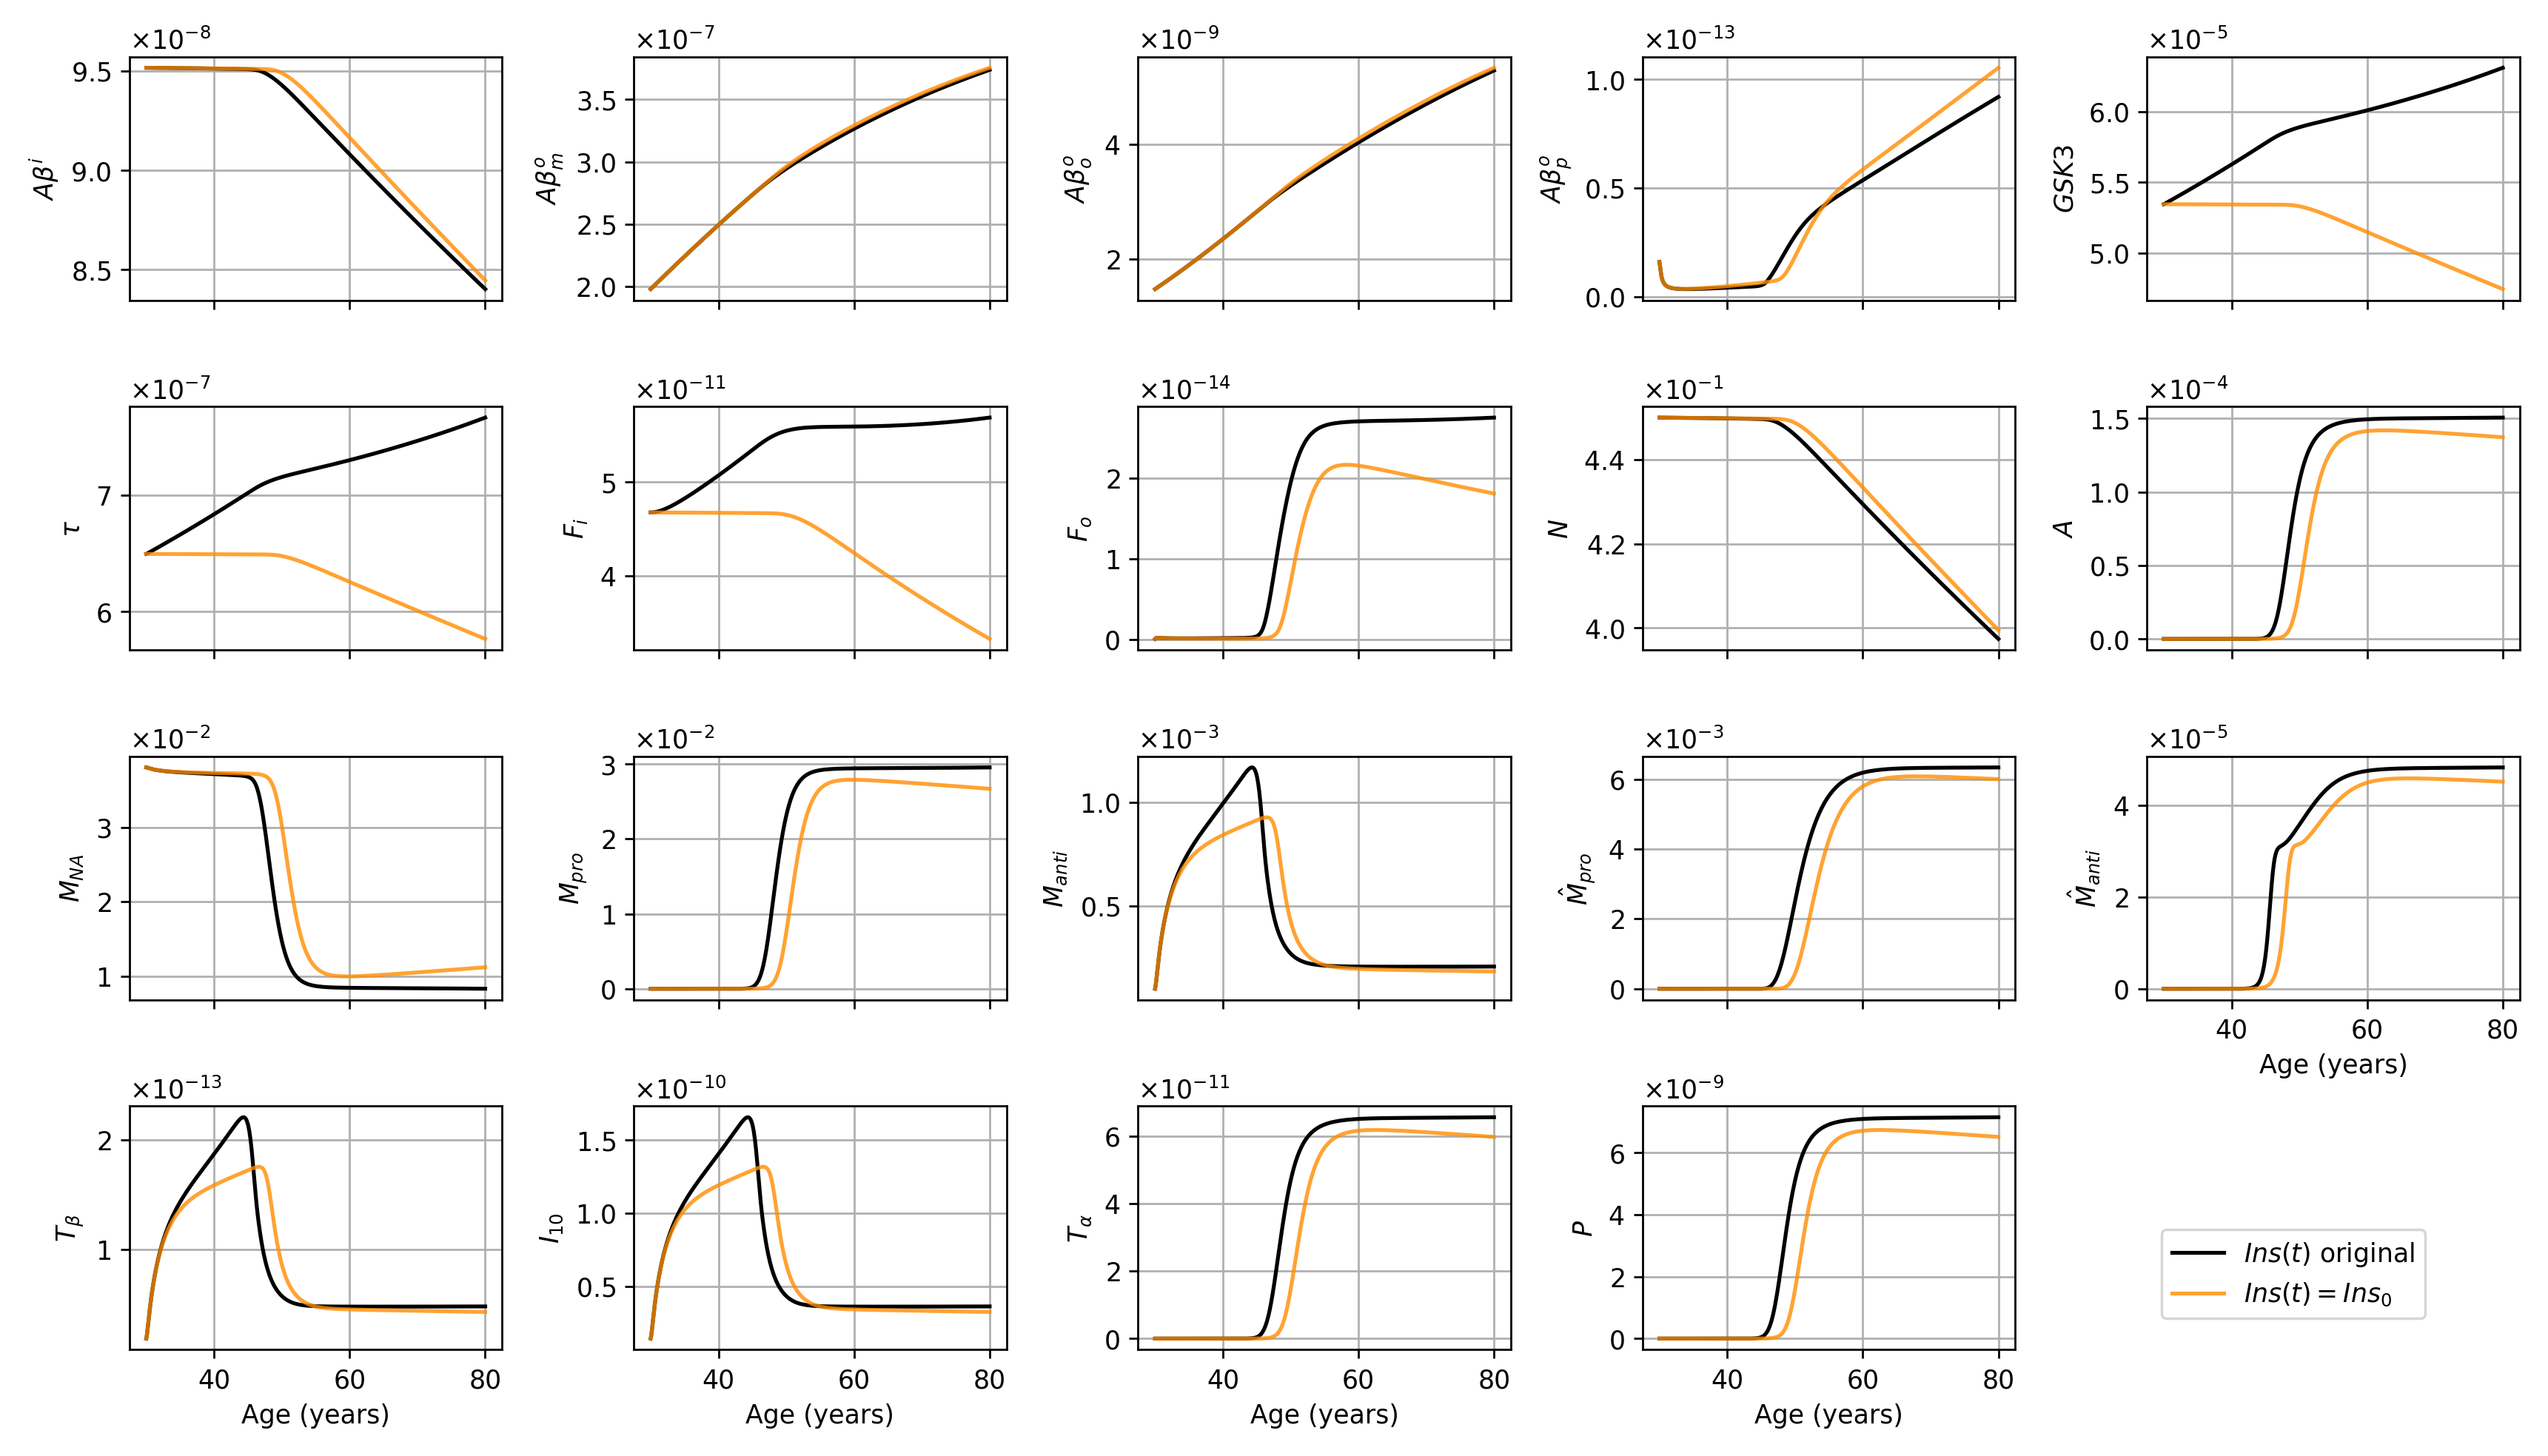 ×10⁻⁸
9.5
9.0
8.5
Aβⁱ
×10⁻⁷
3.5
3.0
2.5
2.0
Aβₘᵒ
×10⁻⁹
4
2
Aβₒᵒ
×10⁻¹³
1.0
0.5
0.0
Aβₚᵒ
×10⁻⁵
6.0
5.5
5.0
GSK3
×10⁻⁷
7
6
τ
×10⁻¹¹
5
4
Fᵢ
×10⁻¹⁴
2
1
0
Fₒ
×10⁻¹
4.4
4.2
4.0
N
×10⁻⁴
1.5
1.0
0.5
0.0
A
×10⁻²
3
2
1
M_NA
×10⁻²
3
2
1
0
M_pro
×10⁻³
1.0
0.5
M_anti
×10⁻³
6
4
2
0
M̂_pro
×10⁻⁵
4
2
0
M̂_anti
40 60 80
Age (years)
×10⁻¹³
2
1
T_β
40 60 80
Age (years)
×10⁻¹⁰
1.5
1.0
0.5
I₁₀
40 60 80
Age (years)
×10⁻¹¹
6
4
2
0
T_α
40 60 80
Age (years)
×10⁻⁹
6
4
2
0
P
40 60 80
Age (years)
Ins(t) original
Ins(t) = Ins₀